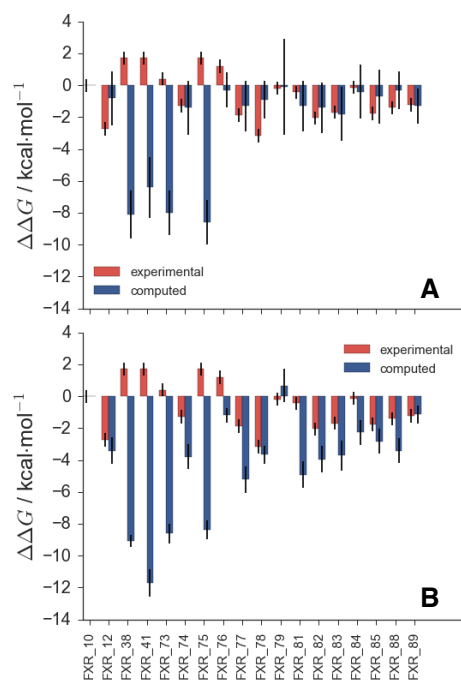 4
2
0
−2
−4
−6
−8
−10
−12
−14
ΔΔG / kcal·mol⁻¹
experimental
computed
A
4
2
0
−2
−4
−6
−8
−10
−12
−14
ΔΔG / kcal·mol⁻¹
experimental
computed
B
FXR_10
FXR_12
FXR_38
FXR_41
FXR_73
FXR_74
FXR_75
FXR_76
FXR_77
FXR_78
FXR_79
FXR_81
FXR_82
FXR_83
FXR_84
FXR_85
FXR_88
FXR_89